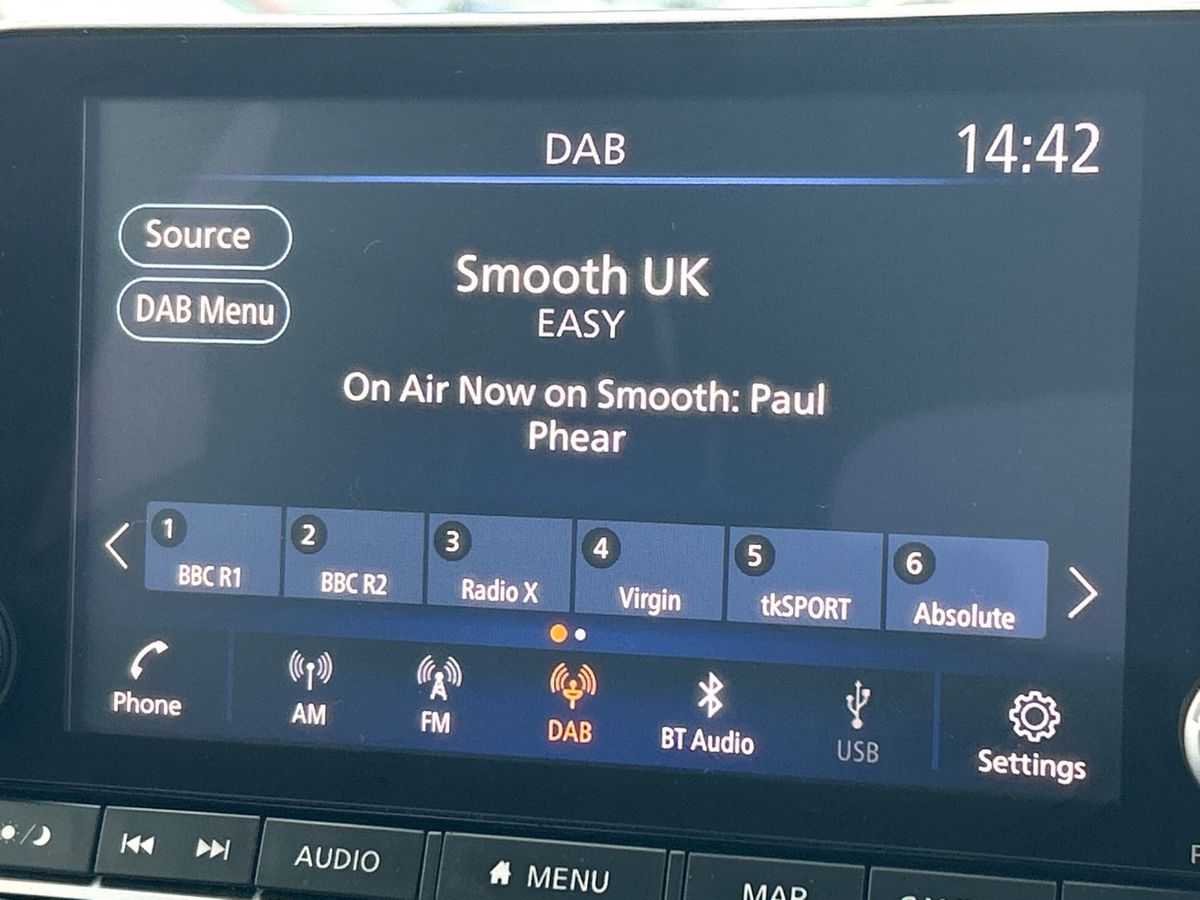 DAB
14:42
Source
DAB Menu
Smooth UK
EASY
On Air Now on Smooth: Paul
Phear
1
BBC R1
2
BBC R2
3
Radio X
4
Virgin
5
tkSPORT
6
Absolute
Phone
AM
FM
DAB
BT Audio
USB
Settings
AUDIO
MENU
MAP